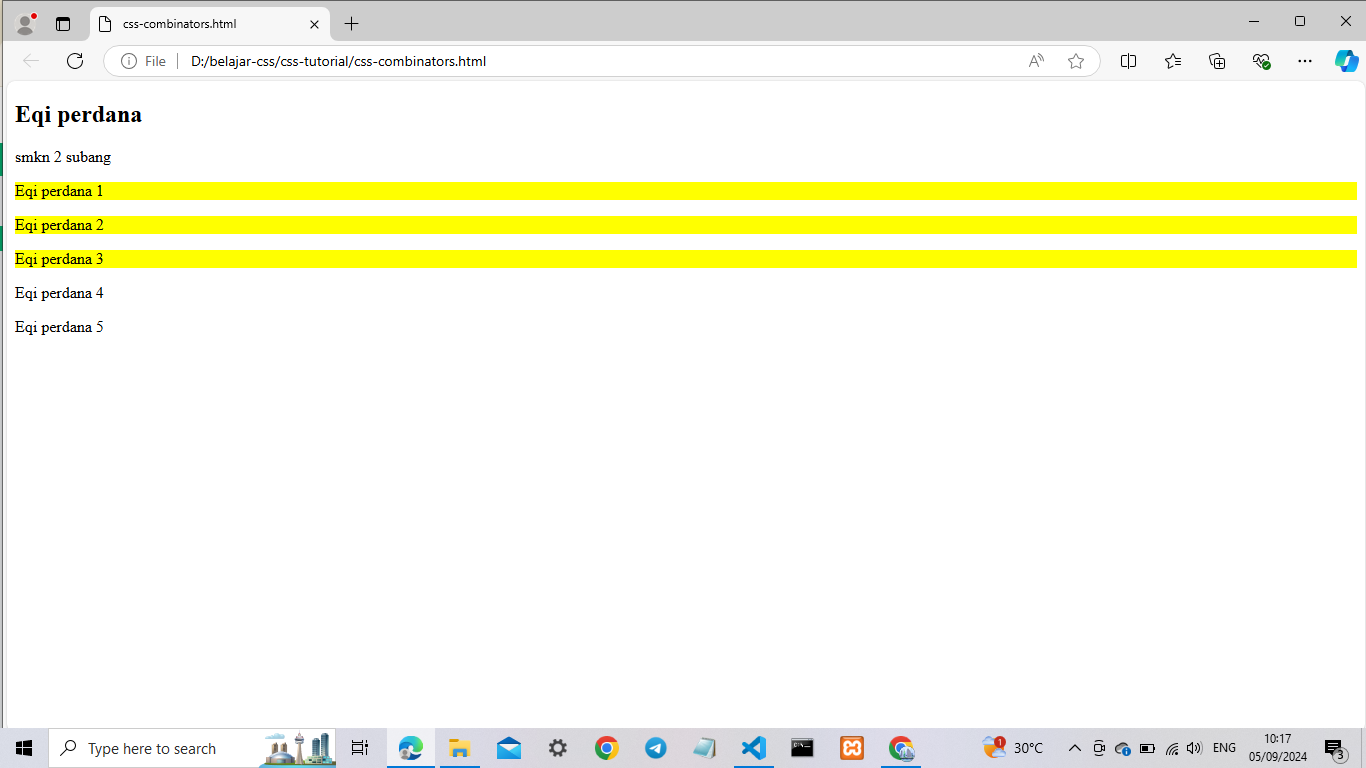 css-combinators.html
File D:/belajar-css/css-tutorial/css-combinators.html
Eqi perdana
smkn 2 subang
Eqi perdana 1
Eqi perdana 2
Eqi perdana 3
Eqi perdana 4
Eqi perdana 5
Type here to search
1
30°C
ENG
10:17
05/09/2024
3